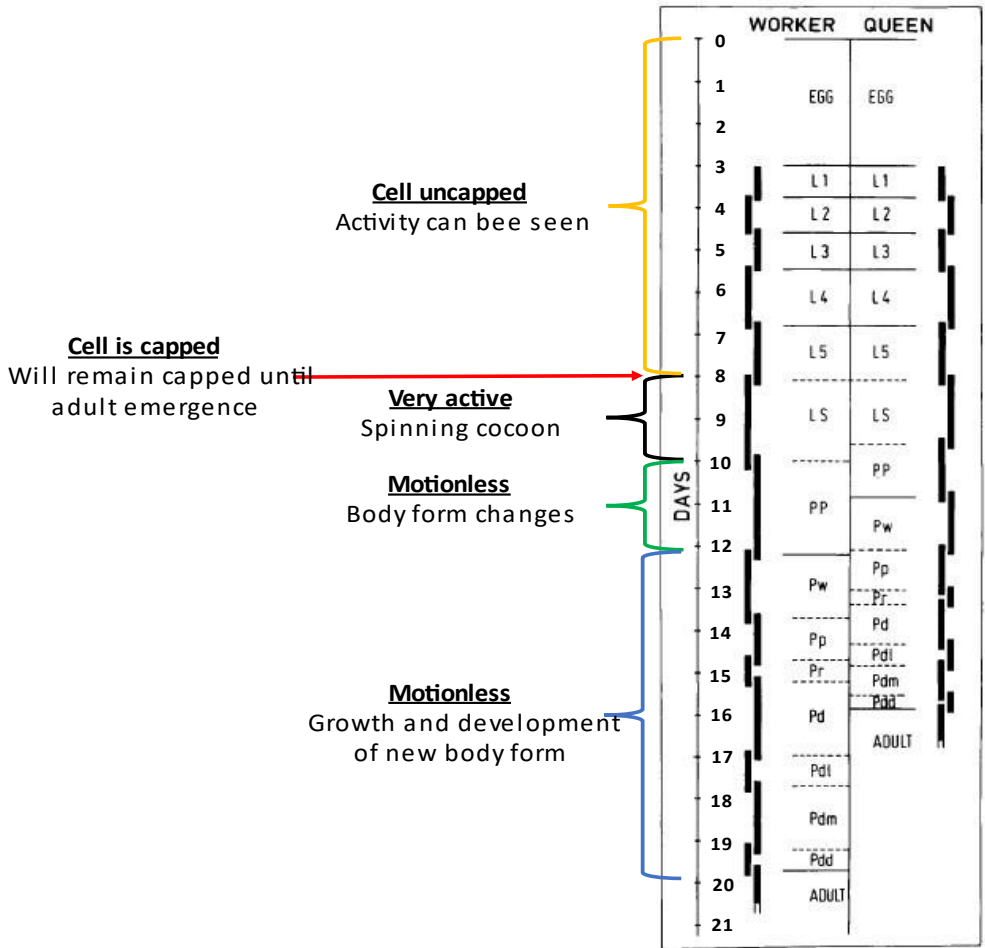 WORKER QUEEN
0
1
2
3
4
5
6
7
8
9
10
11
12
13
14
15
16
17
18
19
20
21
DAYS
Cell uncapped
Activity can bee seen
Cell is capped
Will remain capped until
adult emergence
Very active
Spinning cocoon
Motionless
Body form changes
Motionless
Growth and development
of new body form
EGG
L1
L2
L3
L4
L5
LS
PP
Pw
Pp
Pr
Pd
Pdl
Pdm
Pdd
ADULT
EGG
L1
L2
L3
L4
L5
LS
PP
Pw
Pp
Pr
Pd
Pdl
Pdm
Pdd
ADULT